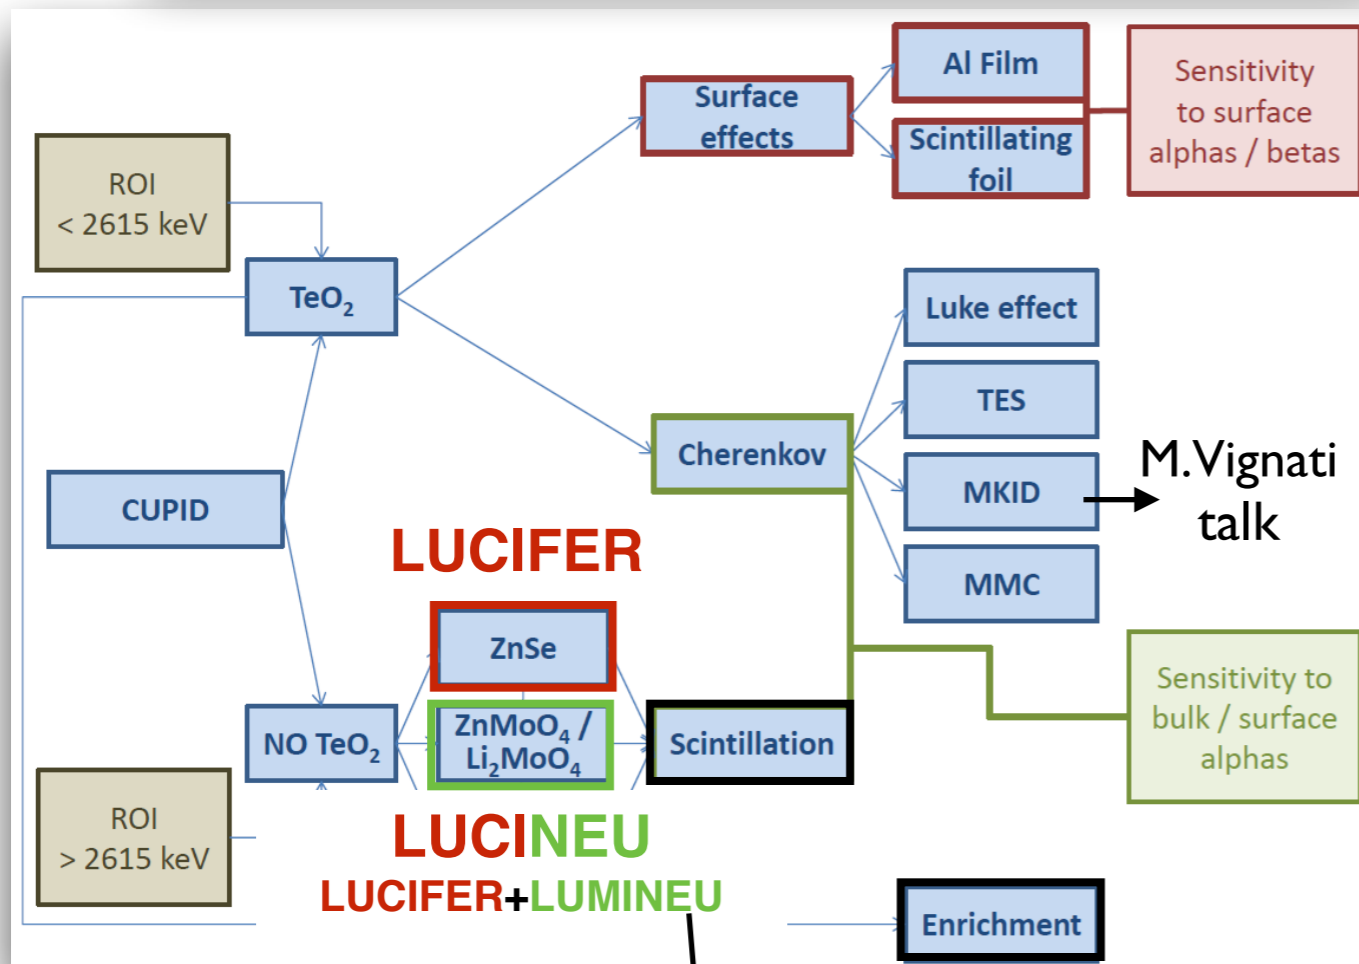 Al Film
Sensitivity
to surface
alphas / betas
Surface
effects
Scintillating
foil
ROI
< 2615 keV
TeO₂
Luke effect
TES
Cherenkov
MKID
M.Vignati
talk
CUPID
MMC
LUCIFER
ZnSe
ZnMoO₄ /
Li₂MoO₄
NO TeO₂
Scintillation
Sensitivity to
bulk / surface
alphas
ROI
> 2615 keV
LUCINEU
LUCIFER+LUMINEU
Enrichment